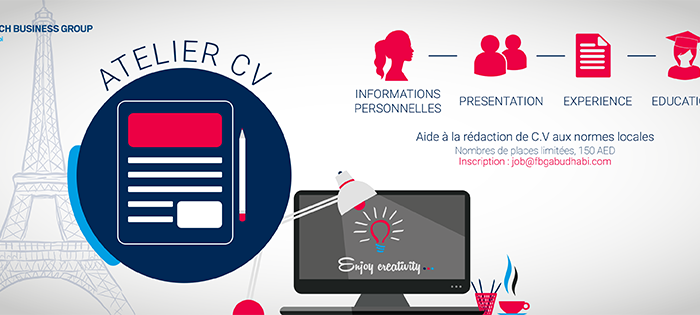 CH BUSINESS GROUP
ATELIER CV
INFORMATIONS
PERSONNELLES
PRESENTATION
EXPERIENCE
EDUCATI
Aide à la rédaction de C.V aux normes locales
Nombres de places limitées, 150 AED
Inscription : job@fbgabudhabi.com
Enjoy creativity...